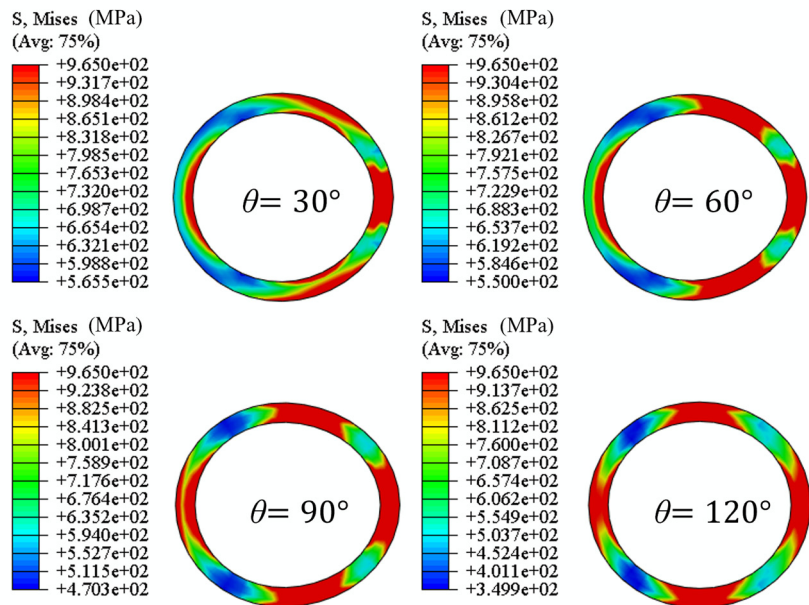 S, Mises (MPa)
(Avg: 75%)
+9.650e+02
+9.317e+02
+8.984e+02
+8.651e+02
+8.318e+02
+7.985e+02
+7.653e+02
+7.320e+02
+6.987e+02
+6.654e+02
+6.321e+02
+5.988e+02
+5.655e+02
θ= 30°
S, Mises (MPa)
(Avg: 75%)
+9.650e+02
+9.304e+02
+8.958e+02
+8.612e+02
+8.267e+02
+7.921e+02
+7.575e+02
+7.229e+02
+6.883e+02
+6.537e+02
+6.192e+02
+5.846e+02
+5.500e+02
θ= 60°
S, Mises (MPa)
(Avg: 75%)
+9.650e+02
+9.238e+02
+8.825e+02
+8.413e+02
+8.001e+02
+7.589e+02
+7.176e+02
+6.764e+02
+6.352e+02
+5.940e+02
+5.527e+02
+5.115e+02
+4.703e+02
θ= 90°
S, Mises (MPa)
(Avg: 75%)
+9.650e+02
+9.137e+02
+8.625e+02
+8.112e+02
+7.600e+02
+7.087e+02
+6.574e+02
+6.062e+02
+5.549e+02
+5.037e+02
+4.524e+02
+4.011e+02
+3.499e+02
θ= 120°